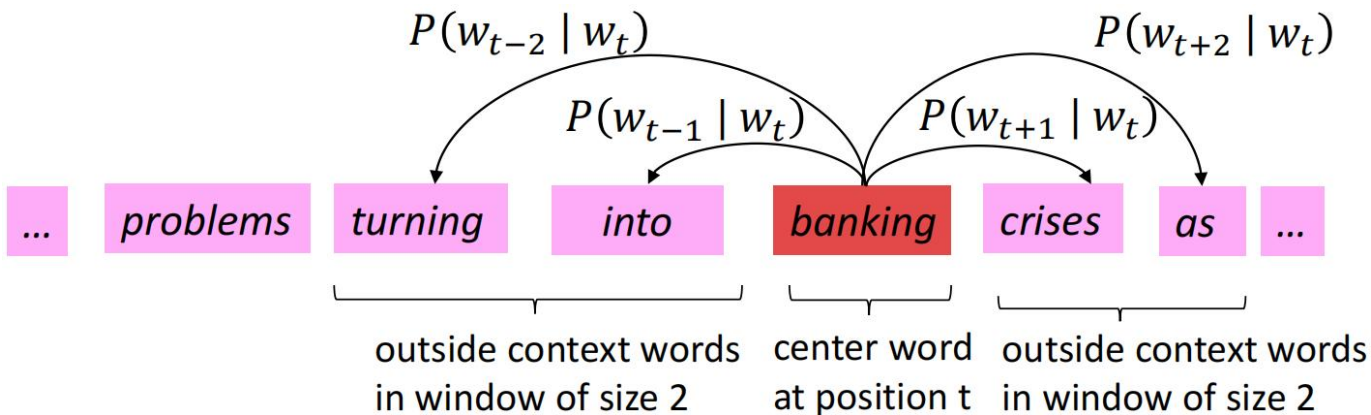 P(w_{t−2} | w_t) P(w_{t+2} | w_t)
P(w_{t−1} | w_t) P(w_{t+1} | w_t)
... problems turning into banking crises as ...
outside context words center word outside context words
in window of size 2 at position t in window of size 2